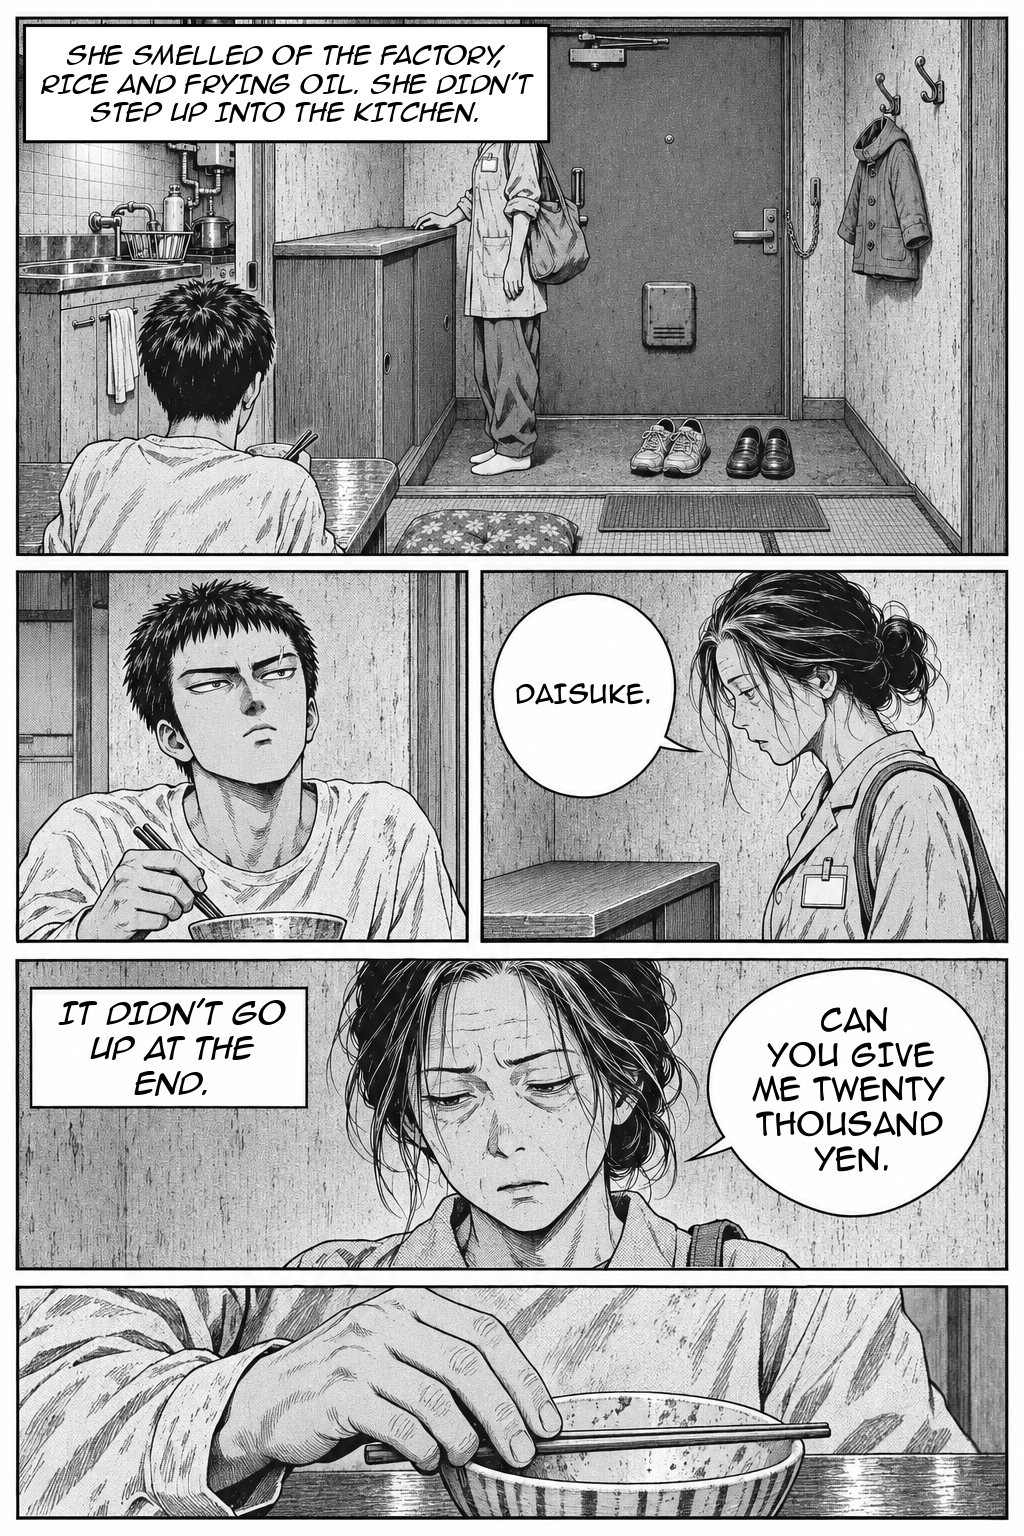 SHE SMELLED OF THE FACTORY,
RICE AND FRYING OIL. SHE DIDN'T
STEP UP INTO THE KITCHEN.
DAISUKE.
IT DIDN'T GO
UP AT THE
END.
CAN
YOU GIVE
ME TWENTY
THOUSAND
YEN.